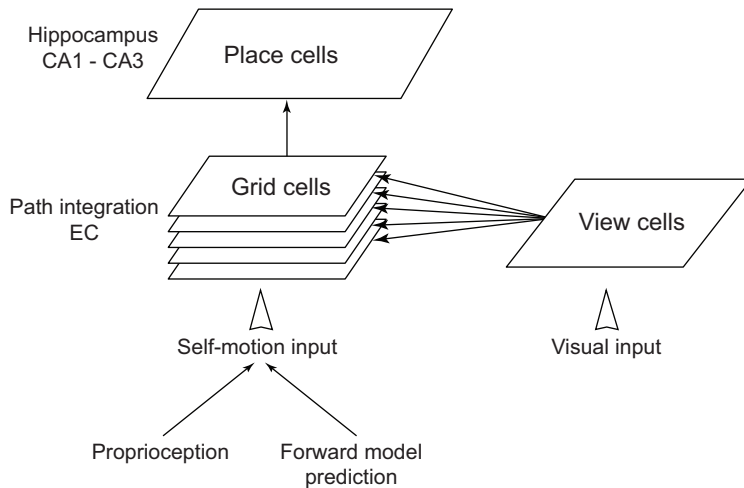 Hippocampus
CA1 - CA3
Place cells
Path integration
EC
Grid cells
View cells
Self-motion input
Visual input
Proprioception
Forward model
prediction